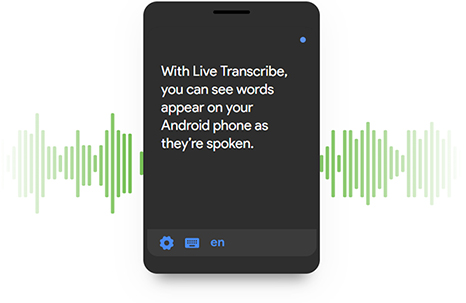 With Live Transcribe,
you can see words
appear on your
Android phone as
they're spoken.
en